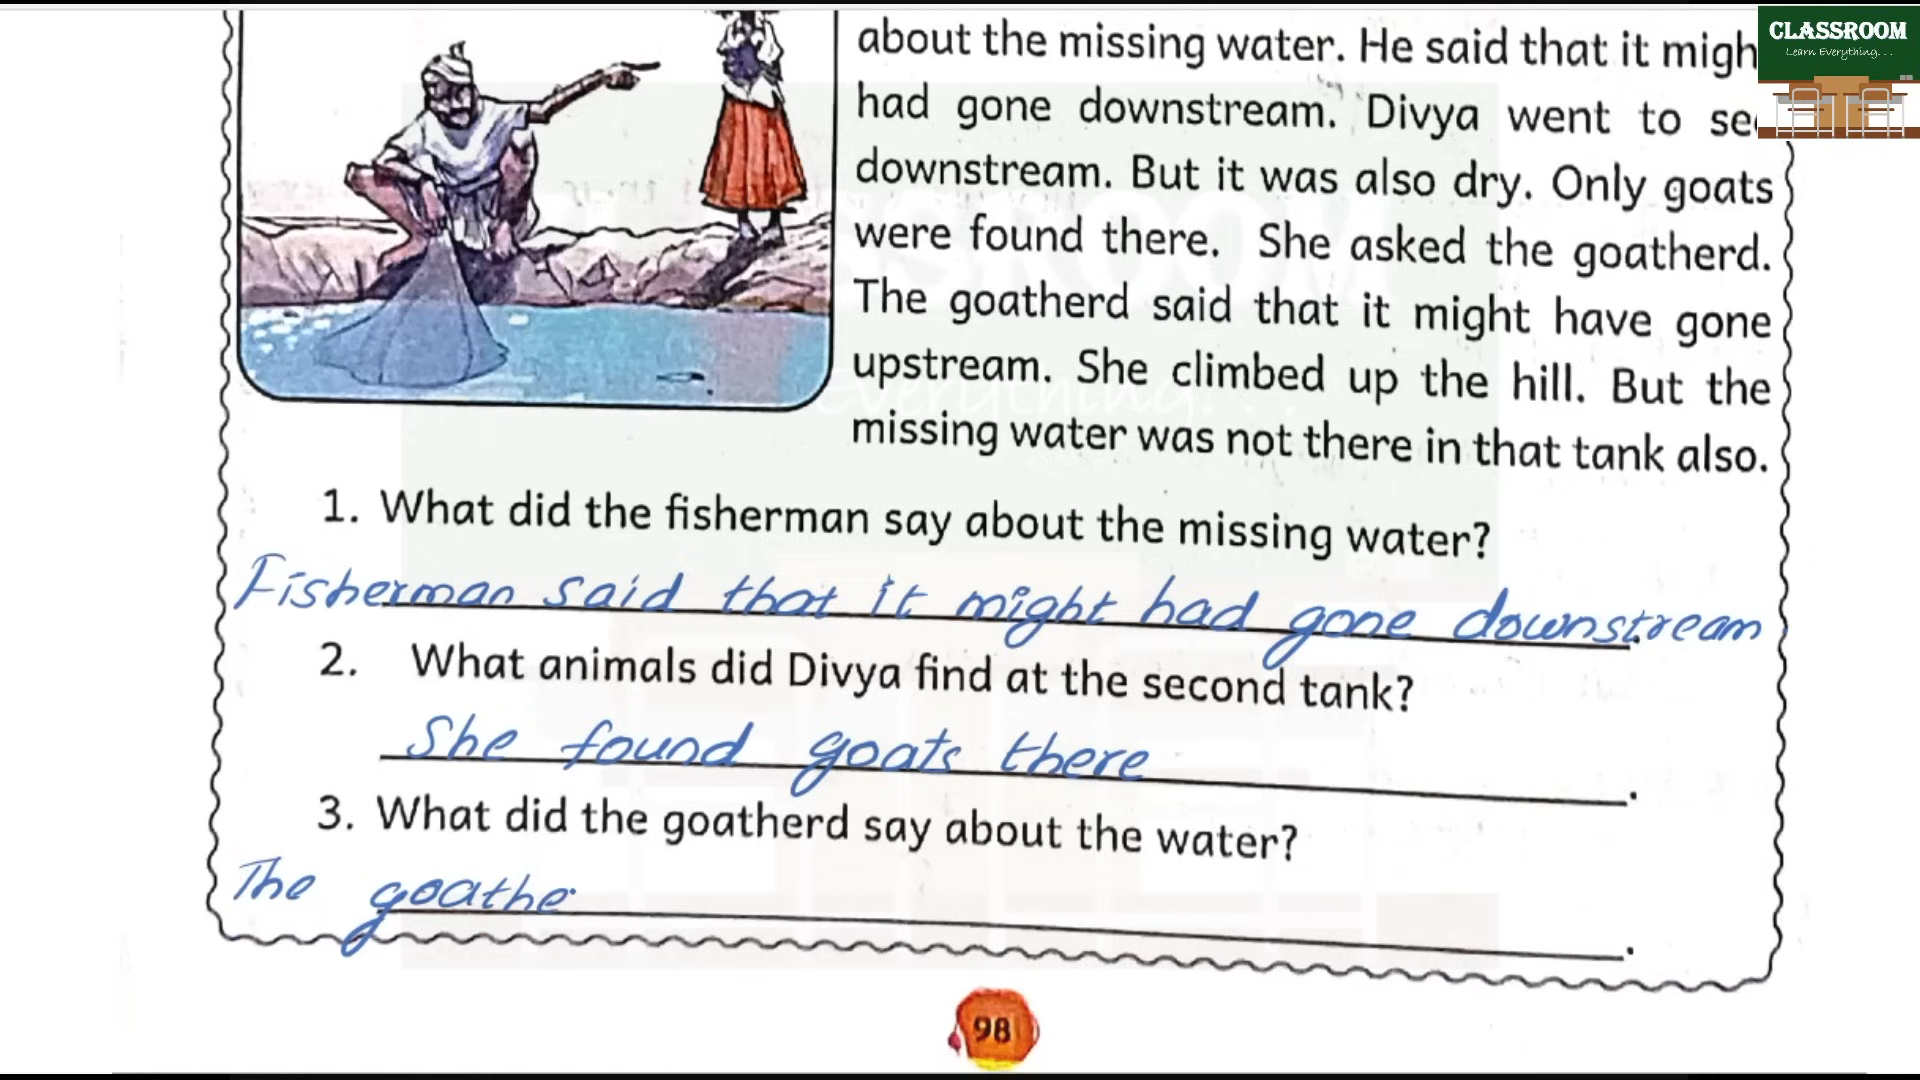 CLASSROOM
Learn Everything. . .
about the missing water. He said that it migh
had gone downstream. Divya went to se
downstream. But it was also dry. Only goats
were found there. She asked the goatherd.
The goatherd said that it might have gone
upstream. She climbed up the hill. But the
missing water was not there in that tank also.
1. What did the fisherman say about the missing water?
Fisherman said that it might had gone downstream.
2. What animals did Divya find at the second tank?
She found goats there.
3. What did the goatherd say about the water?
The goathe .
98